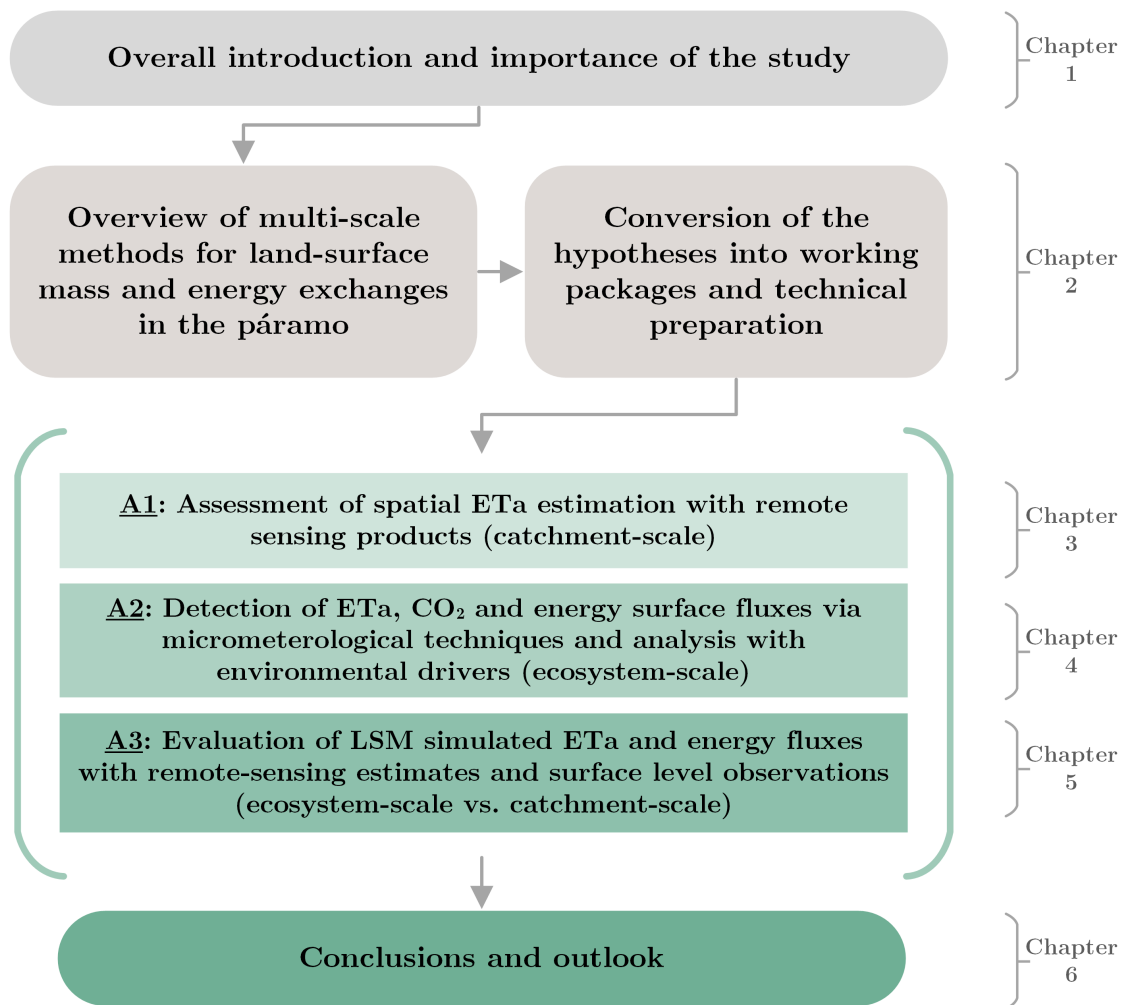 Overall introduction and importance of the study
Chapter
1
Overview of multi-scale
methods for land-surface
mass and energy exchanges
in the páramo
Conversion of the
hypotheses into working
packages and technical
preparation
Chapter
2
A1: Assessment of spatial ETa estimation with remote
sensing products (catchment-scale)
Chapter
3
A2: Detection of ETa, CO₂ and energy surface fluxes via
micrometerological techniques and analysis with
environmental drivers (ecosystem-scale)
Chapter
4
A3: Evaluation of LSM simulated ETa and energy fluxes
with remote-sensing estimates and surface level observations
(ecosystem-scale vs. catchment-scale)
Chapter
5
Conclusions and outlook
Chapter
6